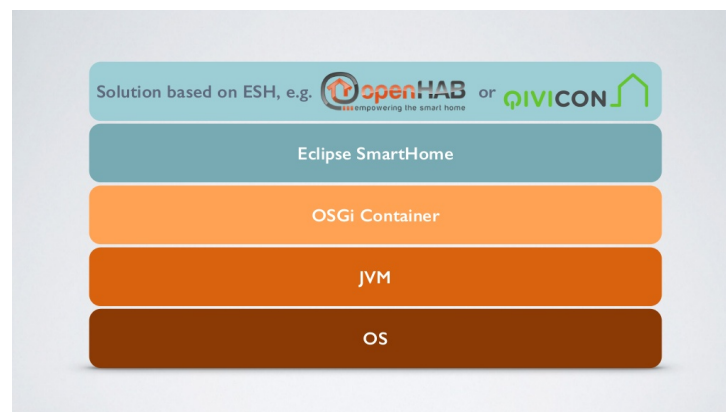 Solution based on ESH, e.g. openHAB or QIVICON
empowering the smart home
Eclipse SmartHome
OSGi Container
JVM
OS